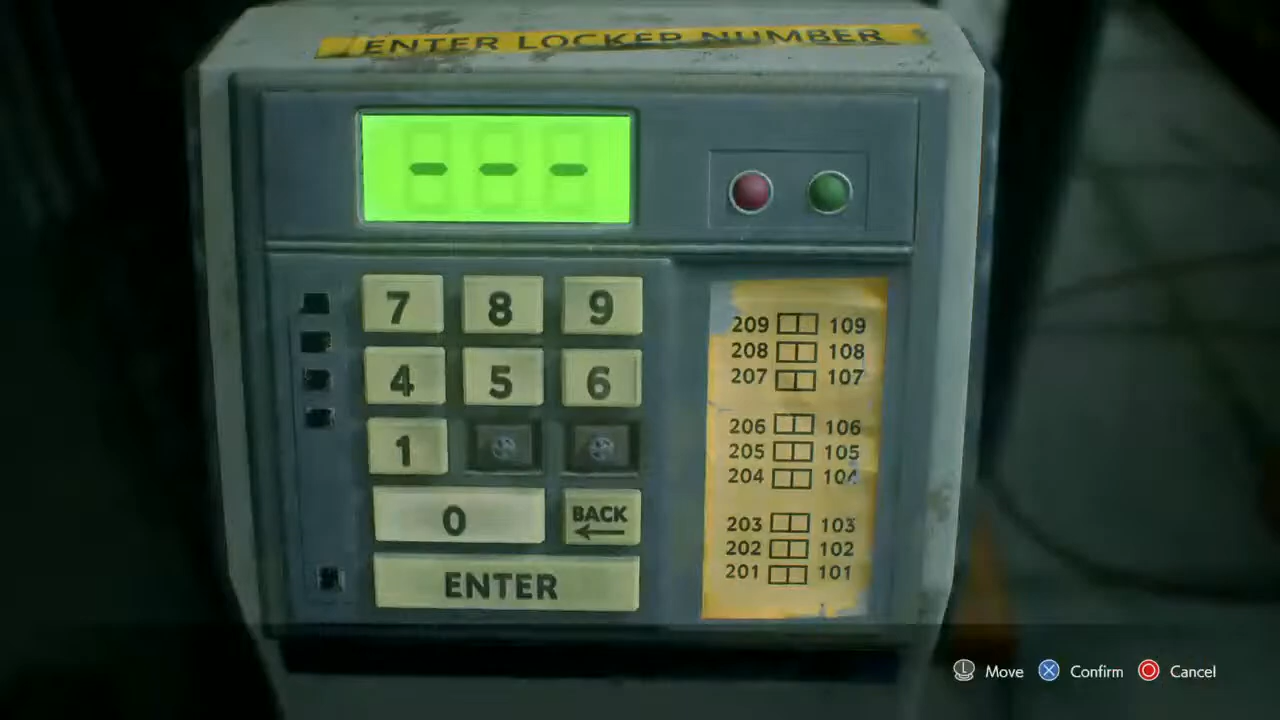 ENTER LOCKER NUMBER
7 8 9
4 5 6
1
0 BACK
ENTER
209 109
208 108
207 107
206 106
205 105
204 104
203 103
202 102
201 101
Move Confirm Cancel